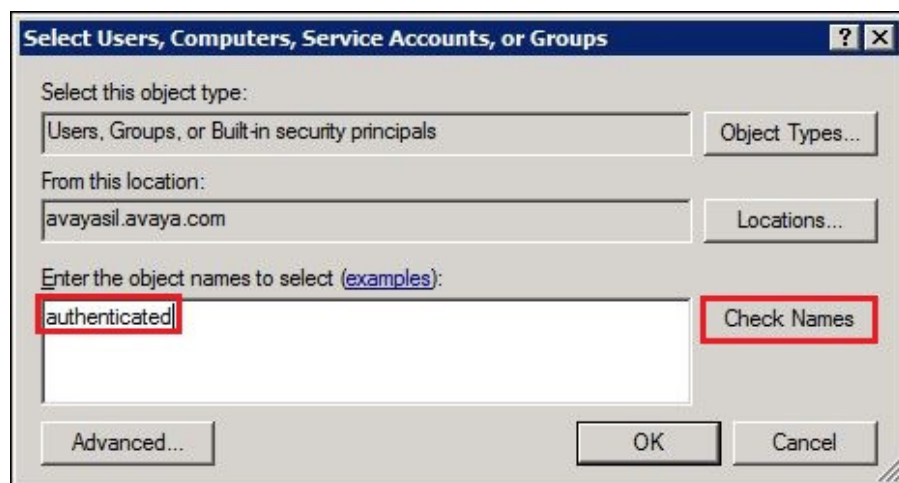 Select Users, Computers, Service Accounts, or Groups
Select this object type:
Users, Groups, or Built-in security principals
Object Types...
From this location:
avayasil.avaya.com
Locations...
Enter the object names to select (examples):
authenticated
Check Names
Advanced...
OK
Cancel